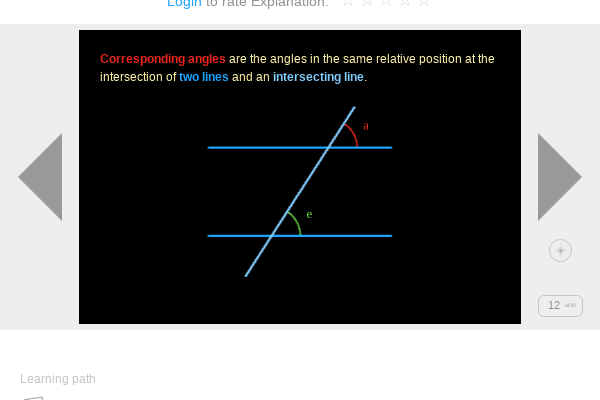 Login to rate Explanation:
Corresponding angles are the angles in the same relative position at the
intersection of two lines and an intersecting line.
a
e
12
Learning path